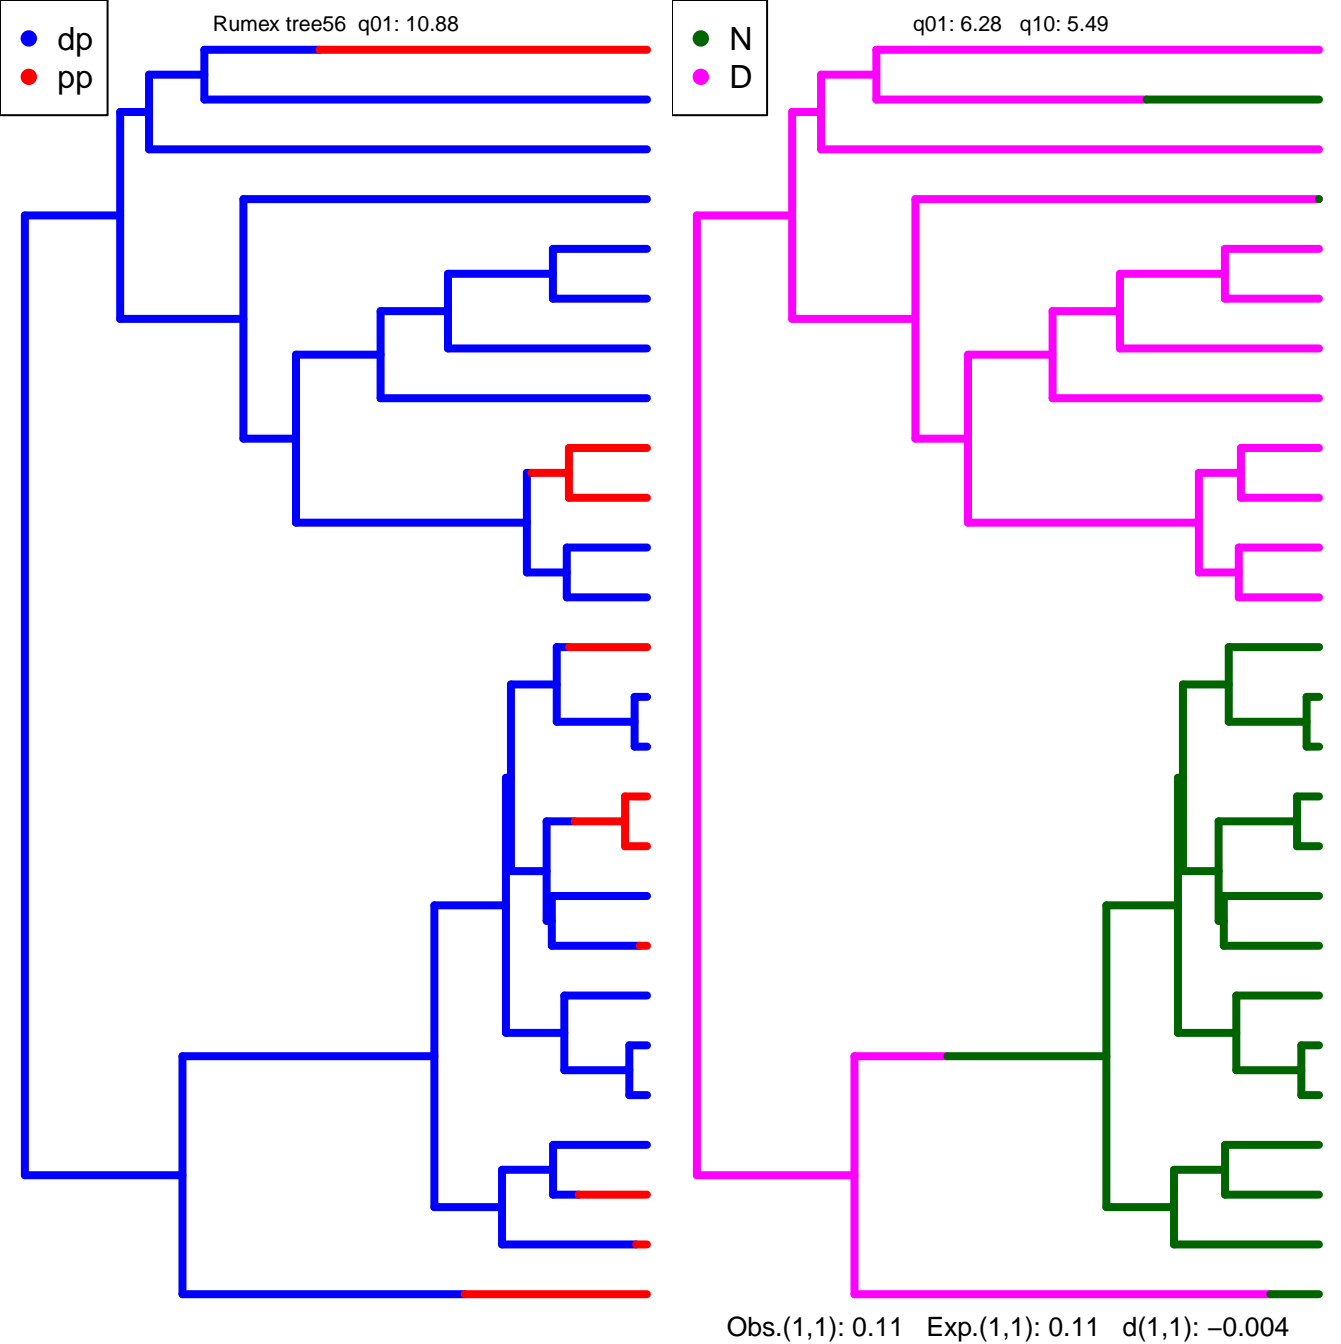 Rumex tree56 q01: 10.88
dp
pp
q01: 6.28 q10: 5.49
N
D
Obs.(1,1): 0.11 Exp.(1,1): 0.11 d(1,1): −0.004